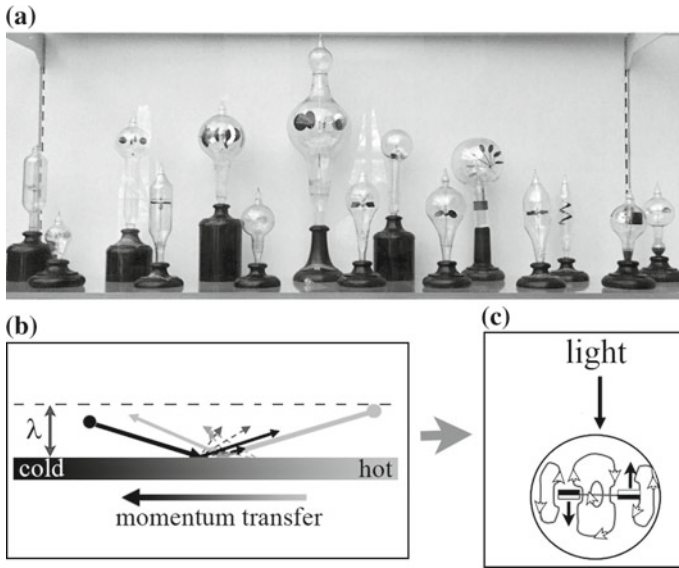 (a)
(b)
(c)
λ
cold
hot
momentum transfer
light